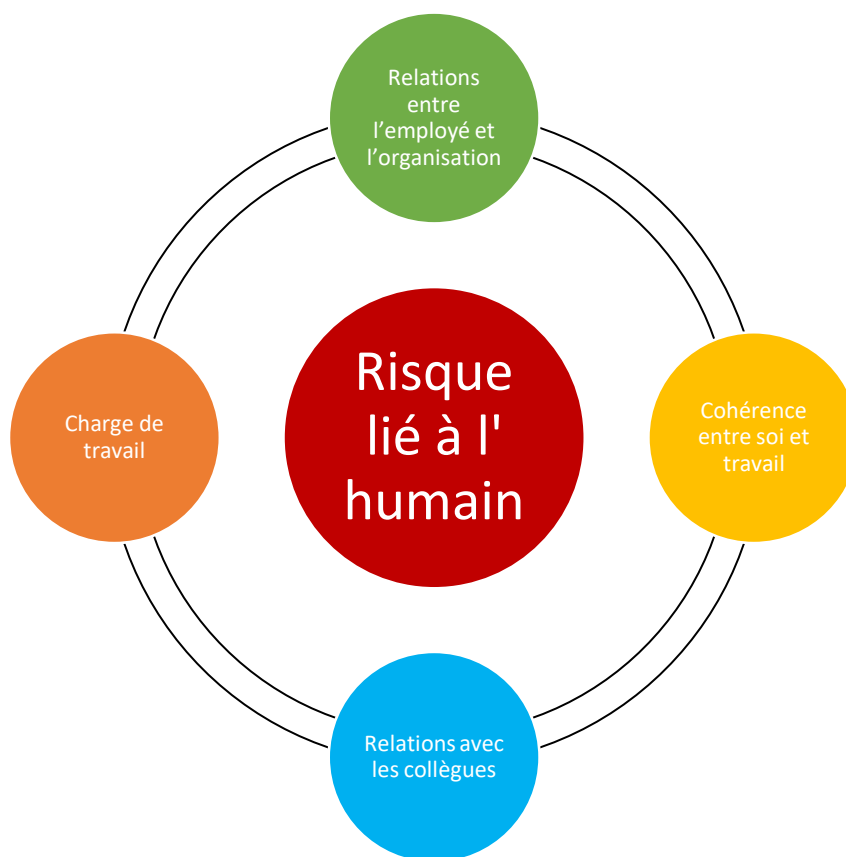 Relations
entre
l’employé et
l’organisation
Risque
lié à l'
humain
Charge de
travail
Cohérence
entre soi et
travail
Relations avec
les collègues